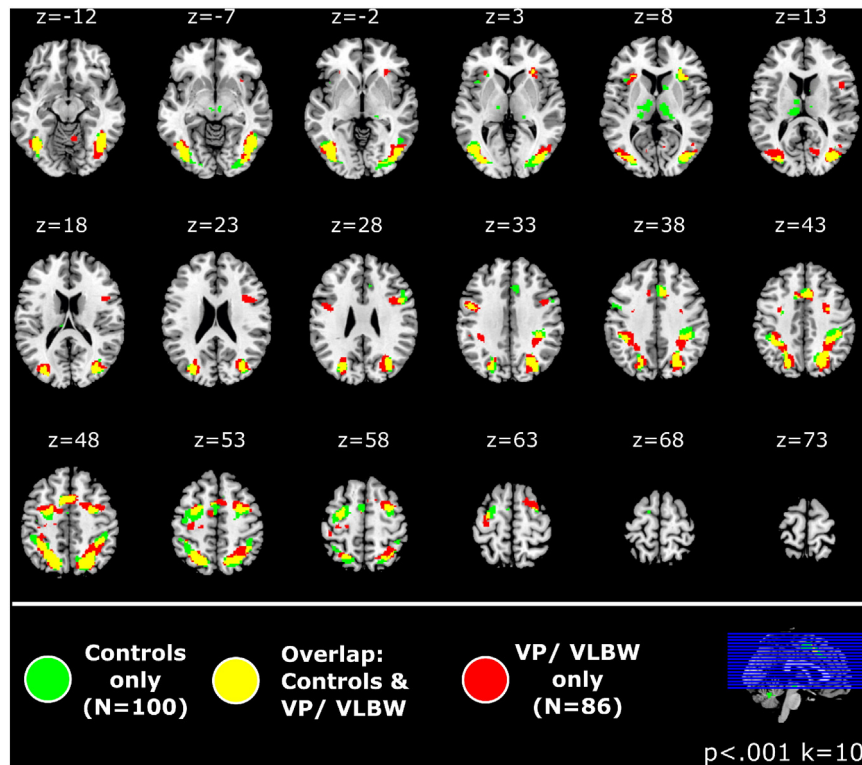 z=-12 z=-7 z=-2 z=3 z=8 z=13
z=18 z=23 z=28 z=33 z=38 z=43
z=48 z=53 z=58 z=63 z=68 z=73
Controls
only
(N=100)
Overlap:
Controls &
VP/ VLBW
VP/ VLBW
only
(N=86)
p<.001 k=10